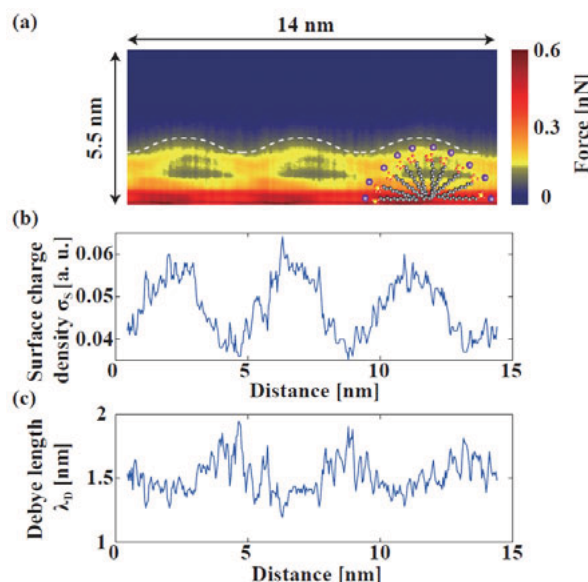 (a)
14 nm
5.5 nm
0.6
0.3
0
Force [nN]
(b)
Surface charge
density σS [a. u.]
0.06
0.05
0.04
0
5
10
15
Distance [nm]
(c)
Debye length
λD [nm]
2
1.5
1
0
5
10
15
Distance [nm]